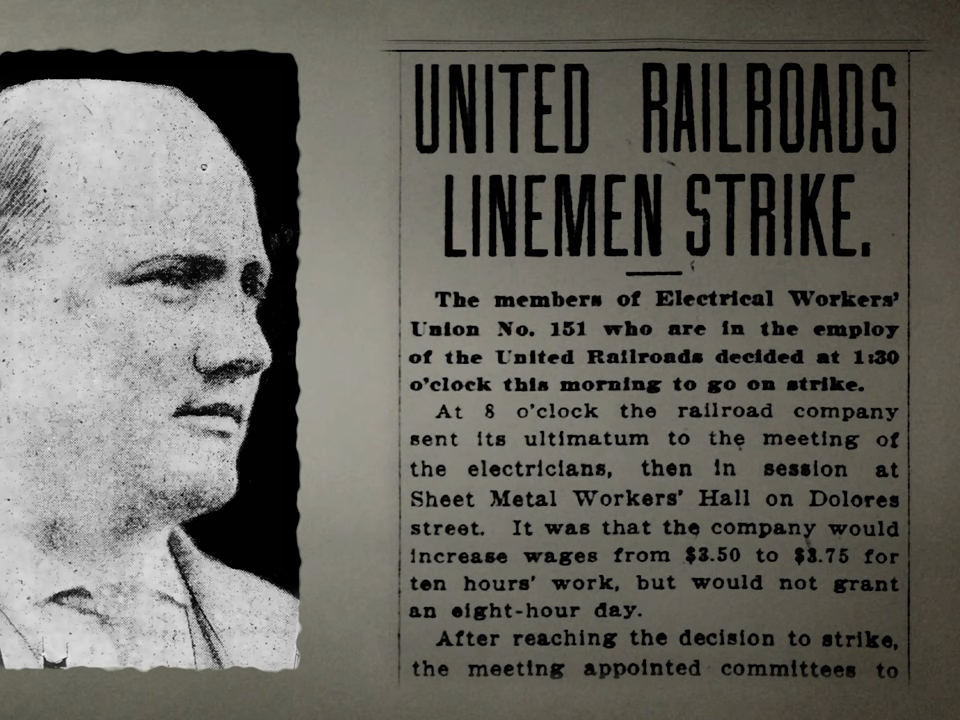 UNITED RAILROADS
LINEMEN STRIKE.
The members of Electrical Workers'
Union No. 151 who are in the employ
of the United Railroads decided at 1:30
o'clock this morning to go on strike.
At 8 o'clock the railroad company
sent its ultimatum to the meeting of
the electricians, then in session at
Sheet Metal Workers' Hall on Dolores
street. It was that the company would
increase wages from $3.50 to $3.75 for
ten hours' work, but would not grant
an eight-hour day.
After reaching the decision to strike,
the meeting appointed committees to